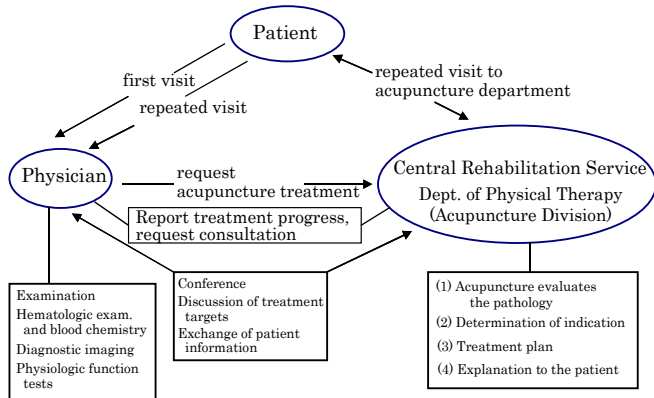 Patient
first visit
repeated visit
repeated visit to
acupuncture department
Physician
request
acupuncture treatment
Central Rehabilitation Service
Dept. of Physical Therapy
(Acupuncture Division)
Report treatment progress,
request consultation
Examination
Hematologic exam.
and blood chemistry
Diagnostic imaging
Physiologic function
tests
Conference
Discussion of treatment
targets
Exchange of patient
information
(1) Acupuncture evaluates
the pathology
(2) Determination of indication
(3) Treatment plan
(4) Explanation to the patient